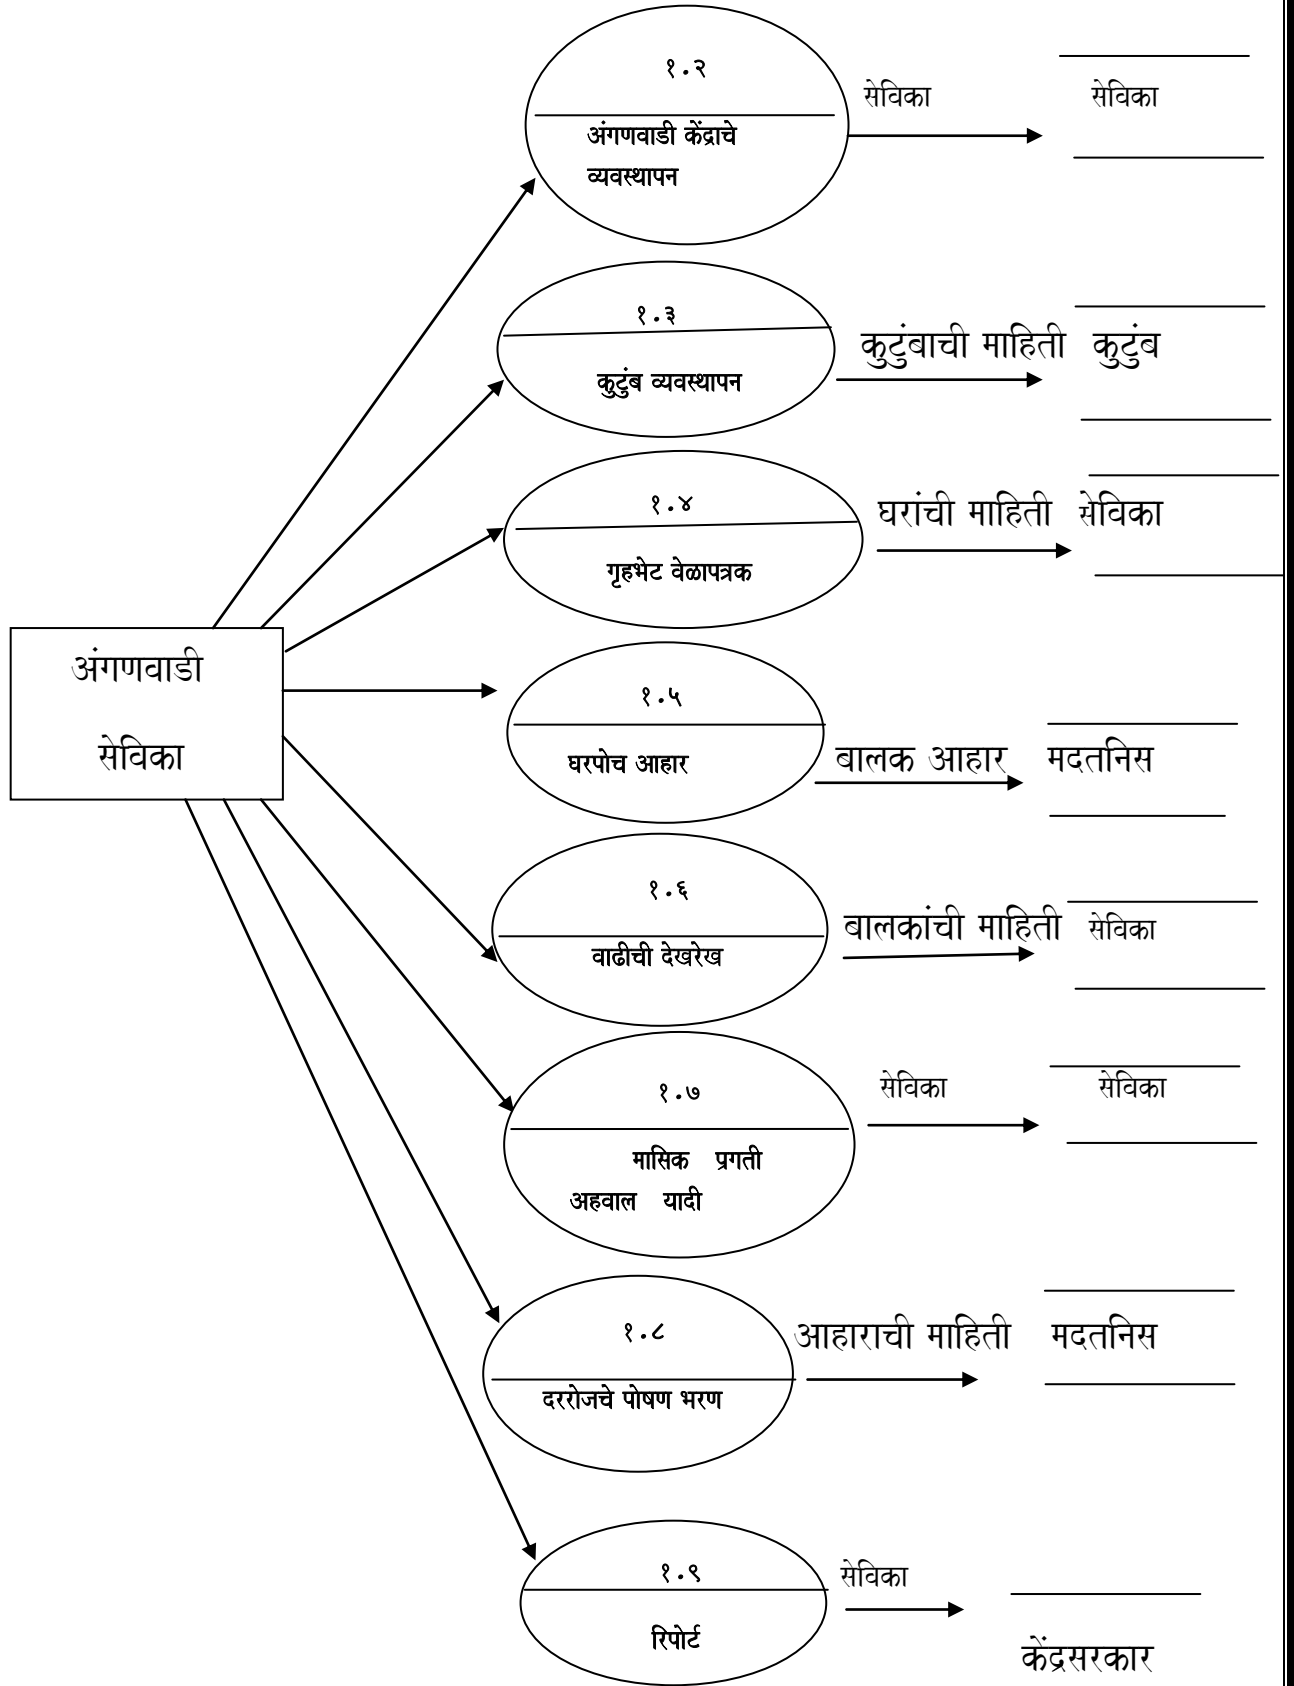 १.२
सेविका
सेविका
अंगणवाडी केंद्राचे
व्यवस्थापन
१.३
कुटुंबाची माहिती
कुटुंब
कुटुंब व्यवस्थापन
१.४
घरांची माहिती
सेविका
गृहभेट वेळापत्रक
अंगणवाडी
सेविका
१.५
घरपोच आहार
बालक आहार
मदतनिस
१.६
बालकांची माहिती
सेविका
वाढीची देखरेख
१.७
सेविका
सेविका
मासिक प्रगती
अहवाल यादी
१.८
आहाराची माहिती
मदतनिस
दररोजचे पोषण भरण
१.९
सेविका
रिपोर्ट
केंद्रसरकार